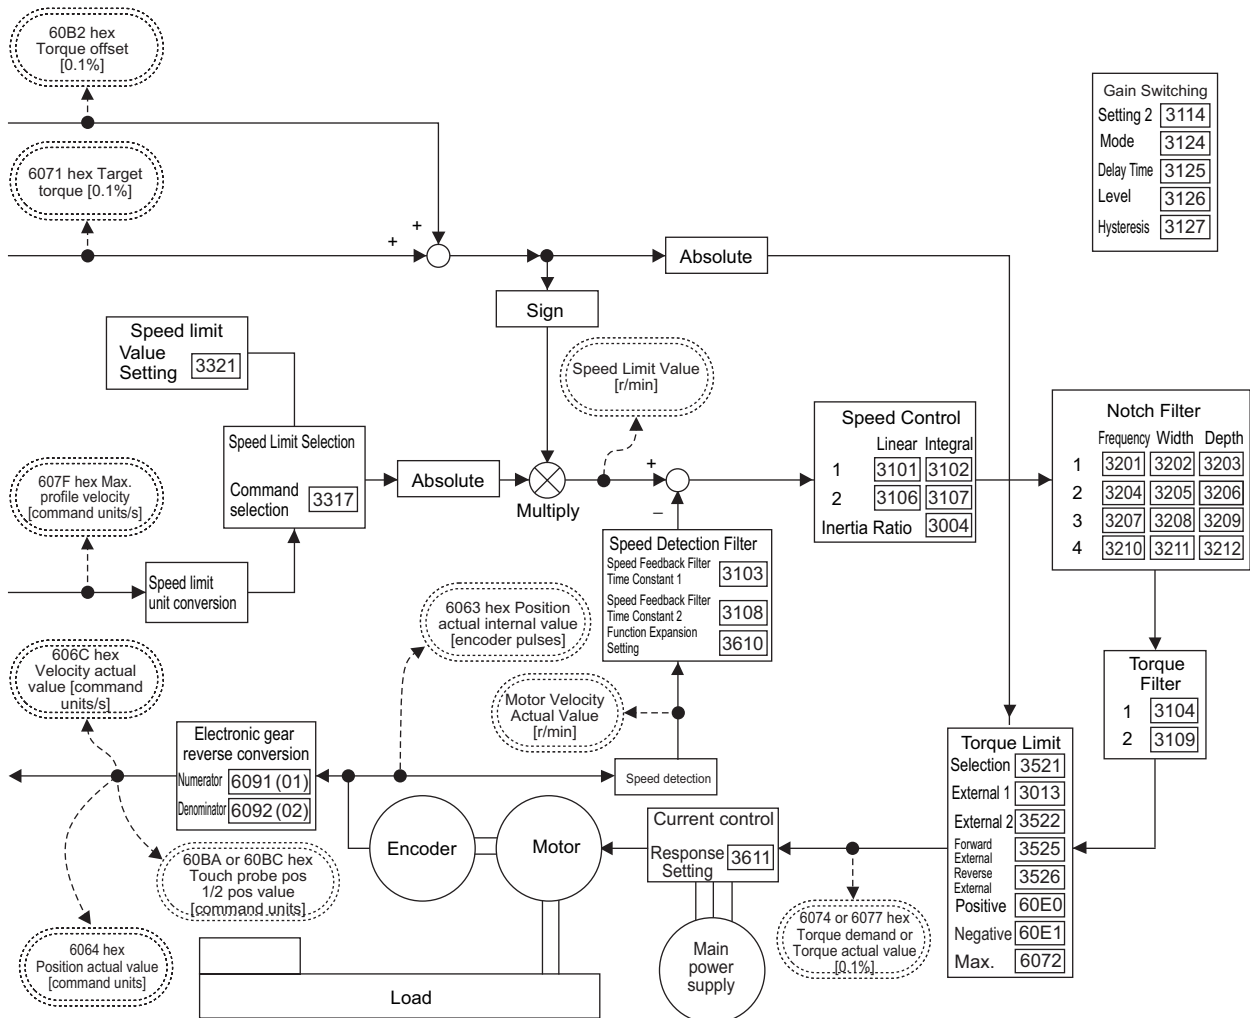 60B2 hex
Torque offset
[0.1%]
6071 hex Target
torque [0.1%]
+
+
Absolute
Sign
Gain Switching
Setting 2 3114
Mode 3124
Delay Time 3125
Level 3126
Hysteresis 3127
Speed limit
Value
Setting 3321
Speed Limit Value
[r/min]
Speed Limit Selection
Command
selection 3317
607F hex Max.
profile velocity
[command units/s]
Absolute
Multiply
+
−
Speed limit
unit conversion
Speed Control
Linear Integral
1 3101 3102
2 3106 3107
Inertia Ratio 3004
Notch Filter
Frequency Width Depth
1 3201 3202 3203
2 3204 3205 3206
3 3207 3208 3209
4 3210 3211 3212
Speed Detection Filter
Speed Feedback Filter
Time Constant 1 3103
Speed Feedback Filter
Time Constant 2 3108
Function Expansion
Setting 3610
6063 hex Position
actual internal value
[encoder pulses]
606C hex
Velocity actual
value [command
units/s]
Motor Velocity
Actual Value
[r/min]
Torque
Filter
1 3104
2 3109
Electronic gear
reverse conversion
Numerator 6091 (01)
Denominator 6092 (02)
Speed detection
Torque Limit
Selection 3521
External 1 3013
External 2 3522
Forward
External 3525
Reverse
External 3526
Positive 60E0
Negative 60E1
Max. 6072
Encoder
Motor
Current control
Response
Setting 3611
60BA or 60BC hex
Touch probe pos
1/2 pos value
[command units]
6064 hex
Position actual value
[command units]
6074 or 6077 hex
Torque demand or
Torque actual value
[0.1%]
Main
power
supply
Load